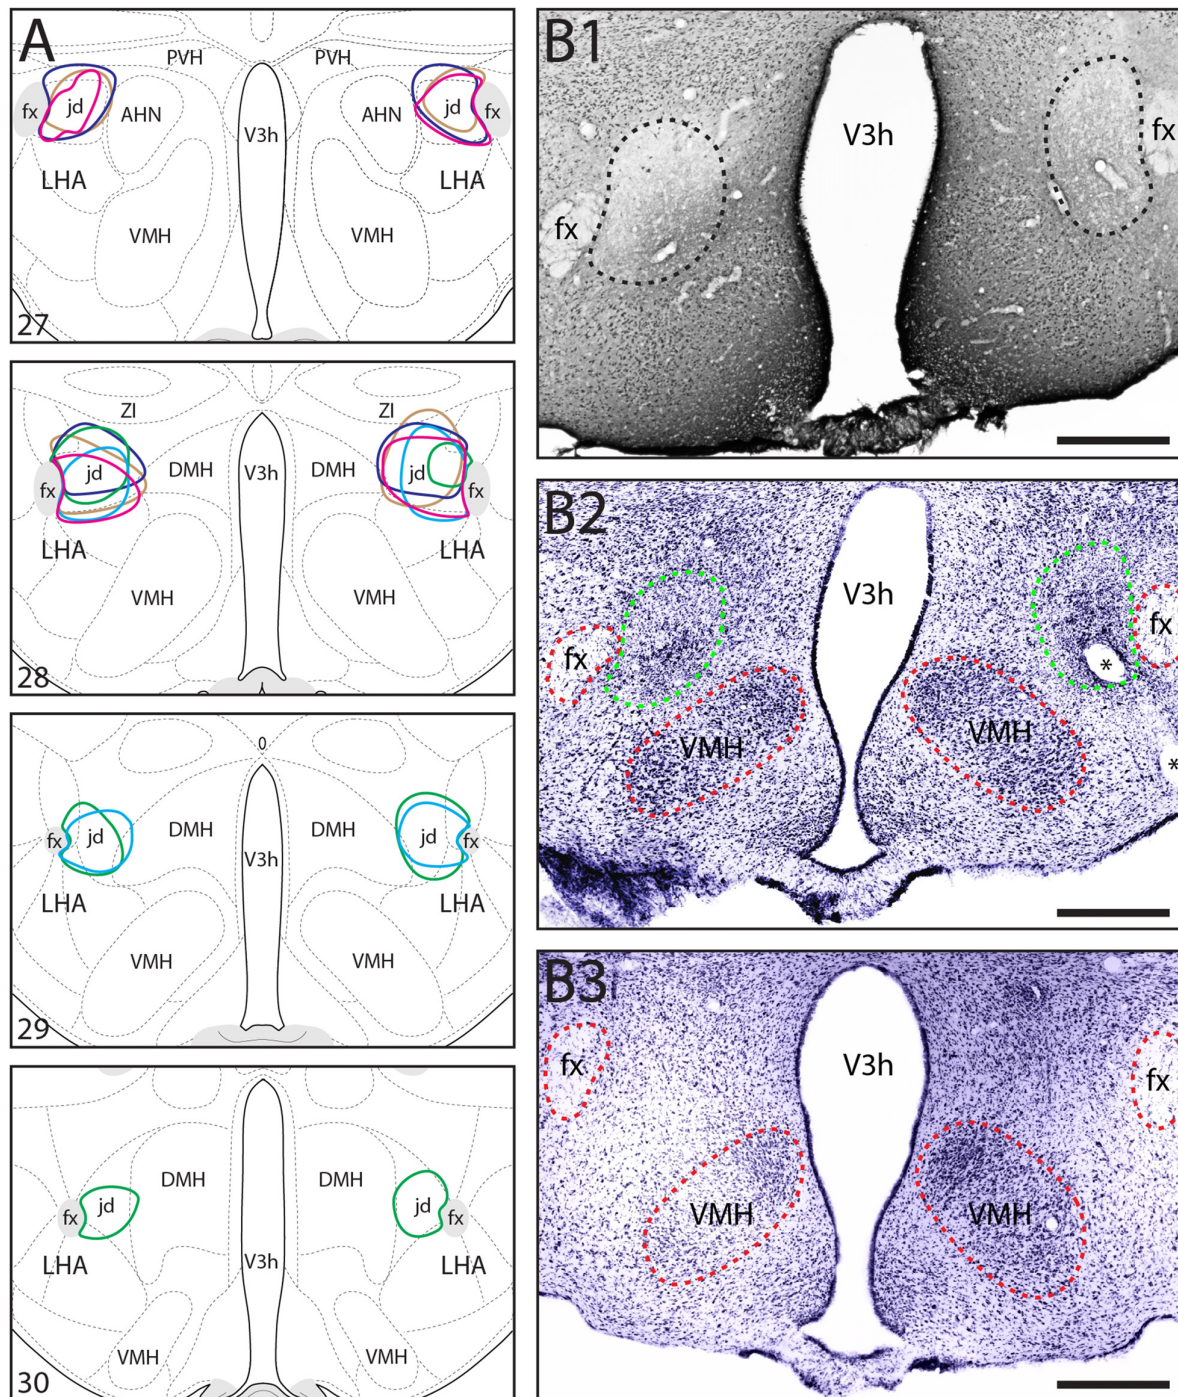 A
PVH PVH
fx jd AHN AHN jd fx
V3h
LHA LHA
VMH VMH
27
ZI ZI
fx jd DMH V3h DMH jd fx
LHA LHA
VMH VMH
28
fx jd DMH V3h DMH jd fx
LHA LHA
VMH VMH
29
DMH DMH
fx jd jd fx
LHA V3h LHA
VMH VMH
30
B1
V3h
fx
fx
B2
V3h
fx
fx
*
VMH VMH
*
B3
V3h
fx fx
VMH VMH